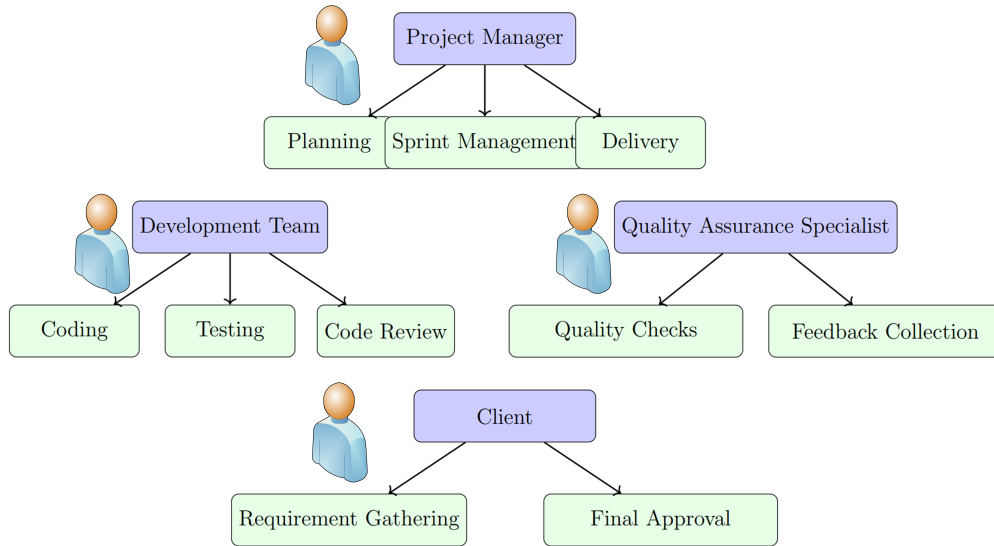 Project Manager
Planning
Sprint Management
Delivery
Development Team
Quality Assurance Specialist
Coding
Testing
Code Review
Quality Checks
Feedback Collection
Client
Requirement Gathering
Final Approval